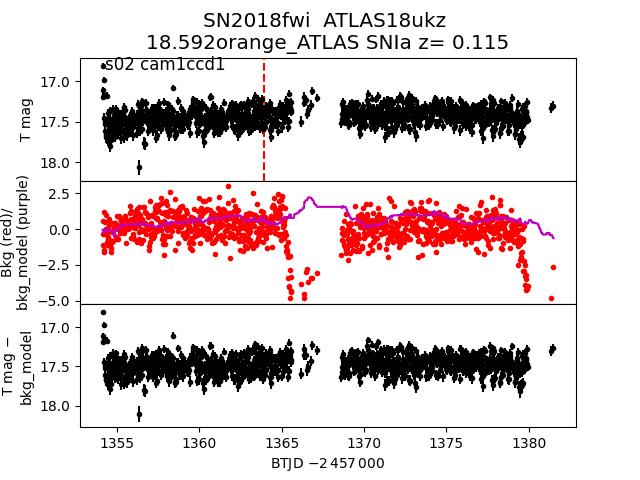 SN2018fwi  ATLAS18ukz
18.592orange_ATLAS SNIa z= 0.115
s02 cam1ccd1
T mag
17.0
17.5
18.0
Bkg (red)/
bkg_model (purple)
2.5
0.0
−2.5
−5.0
T mag −
bkg_model
17.0
17.5
18.0
1355 1360 1365 1370 1375 1380
BTJD −2 457 000